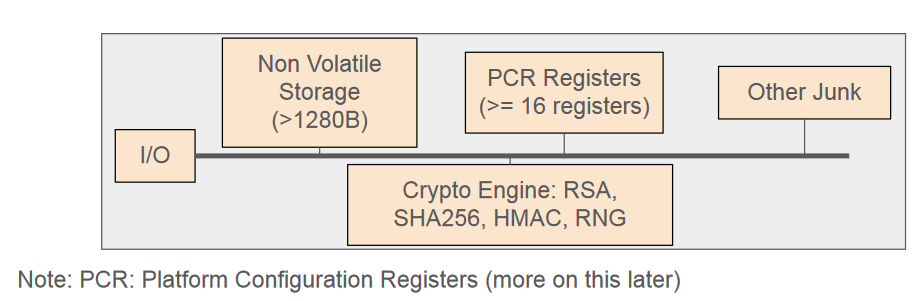 Non Volatile
Storage
(>1280B)
PCR Registers
(>= 16 registers)
Other Junk
I/O
Crypto Engine: RSA,
SHA256, HMAC, RNG
Note: PCR: Platform Configuration Registers (more on this later)